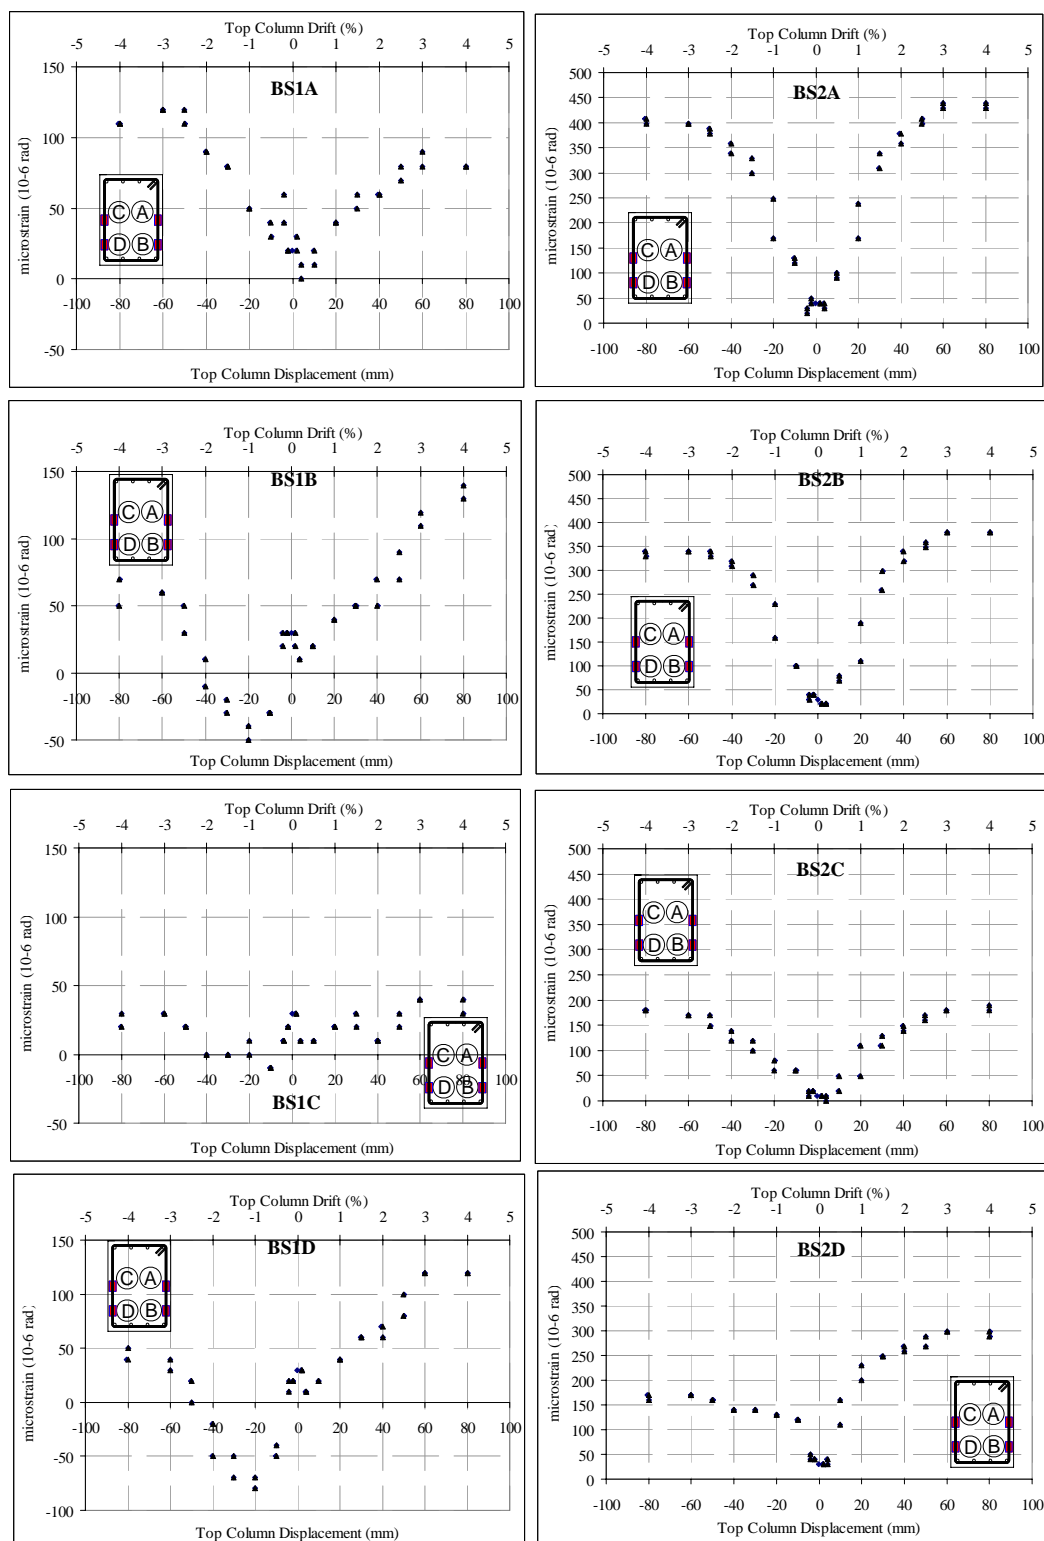 Top Column Drift (%)
-5 -4 -3 -2 -1 0 1 2 3 4 5
150
BS1A
100
microstrain (10-6 rad)
C A
50
D B
0
-100 -80 -60 -40 -20 0 20 40 60 80 100
-50
Top Column Displacement (mm)
Top Column Drift (%)
-5 -4 -3 -2 -1 0 1 2 3 4 5
500
BS2A
450
400
350
300
microstrain (10-6 rad)
250
200
150
C A
100
D B
50
0
-100 -80 -60 -40 -20 0 20 40 60 80 100
Top Column Displacement (mm)
Top Column Drift (%)
-5 -4 -3 -2 -1 0 1 2 3 4 5
150
BS1B
C A
100
D B
microstrain (10-6 rad)
50
0
-100 -80 -60 -40 -20 0 20 40 60 80 100
-50
Top Column Displacement (mm)
Top Column Drift (%)
-5 -4 -3 -2 -1 0 1 2 3 4 5
500
BS2B
450
400
350
300
microstrain (10-6 rad)
250
200
150
C A
100
D B
50
0
-100 -80 -60 -40 -20 0 20 40 60 80 100
Top Column Displacement (mm)
Top Column Drift (%)
-5 -4 -3 -2 -1 0 1 2 3 4 5
150
100
microstrain (10-6 rad)
50
0
C A
-100 -80 -60 -40 -20 0 20 40 60 80 100
D B
BS1C
-50
Top Column Displacement (mm)
Top Column Drift (%)
-5 -4 -3 -2 -1 0 1 2 3 4 5
500
BS2C
450
400
C A
350
D B
300
microstrain (10-6 rad)
250
200
150
100
50
0
-100 -80 -60 -40 -20 0 20 40 60 80 100
Top Column Displacement (mm)
Top Column Drift (%)
-5 -4 -3 -2 -1 0 1 2 3 4 5
150
BS1D
C A
100
D B
microstrain (10-6 rad)
50
0
-100 -80 -60 -40 -20 0 20 40 60 80 100
-50
-100
Top Column Displacement (mm)
Top Column Drift (%)
-5 -4 -3 -2 -1 0 1 2 3 4 5
500
BS2D
450
400
350
300
microstrain (10-6 rad)
250
200
150
C A
100
D B
50
0
-100 -80 -60 -40 -20 0 20 40 60 80 100
Top Column Displacement (mm)